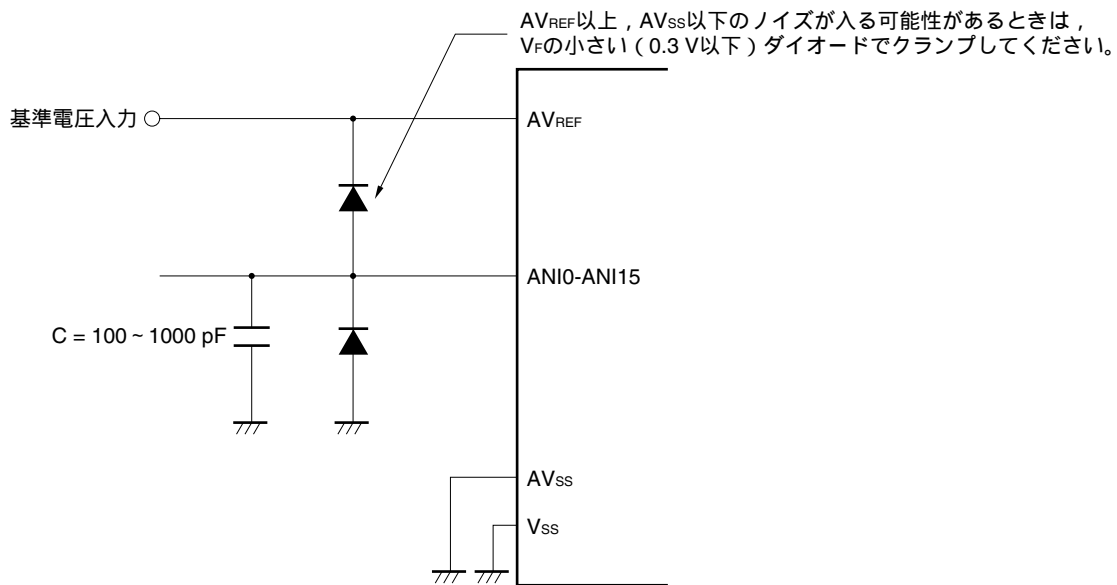 AVREF以上，AVSS以下のノイズが入る可能性があるときは，
VFの小さい（0.3 V以下）ダイオードでクランプしてください。
基準電圧入力
AVREF
ANI0-ANI15
C = 100 ~ 1000 pF
AVSS
VSS